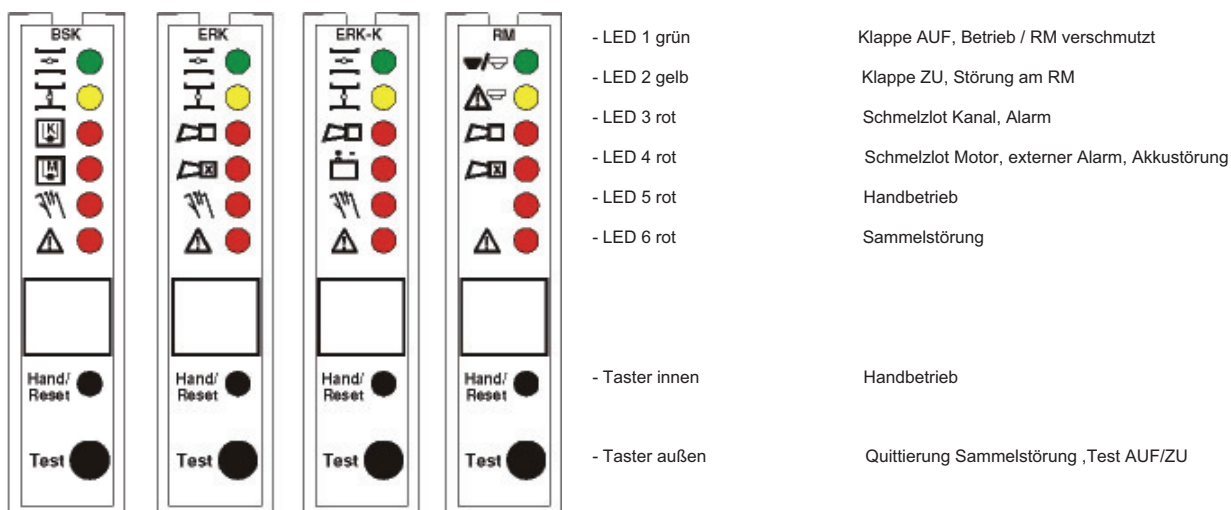 BSK
ERK
ERK-K
RM
K
M
X
X
Hand/
Reset
Hand/
Reset
Hand/
Reset
Hand/
Reset
Test
Test
Test
Test
- LED 1 grün Klappe AUF, Betrieb / RM verschmutzt
- LED 2 gelb Klappe ZU, Störung am RM
- LED 3 rot Schmelzlot Kanal, Alarm
- LED 4 rot Schmelzlot Motor, externer Alarm, Akkustörung
- LED 5 rot Handbetrieb
- LED 6 rot Sammelstörung
- Taster innen Handbetrieb
- Taster außen Quittierung Sammelstörung ,Test AUF/ZU